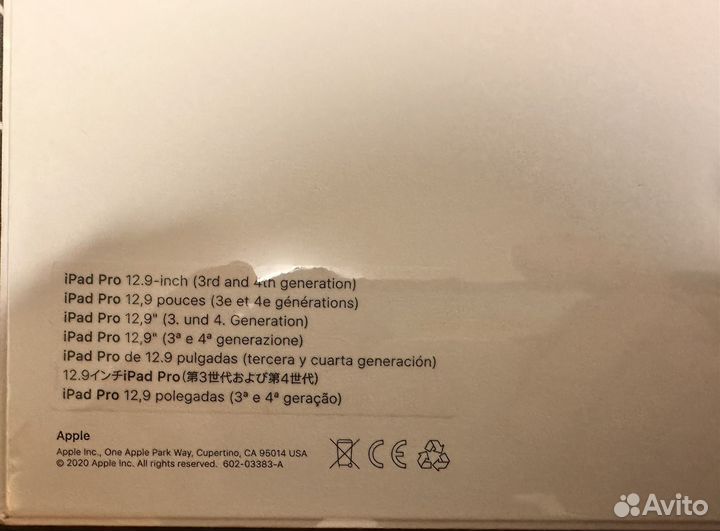 iPad Pro 12.9-inch (3rd and 4th generation)
iPad Pro 12,9 pouces (3e et 4e générations)
iPad Pro 12,9" (3. und 4. Generation)
iPad Pro 12,9" (3ª e 4ª generazione)
iPad Pro de 12.9 pulgadas (tercera y cuarta generación)
12.9インチiPad Pro(第3世代および第4世代)
iPad Pro 12,9 polegadas (3ª e 4ª geração)
Apple
Apple Inc., One Apple Park Way, Cupertino, CA 95014 USA
© 2020 Apple Inc. All rights reserved. 602-03383-A
CE
Avito